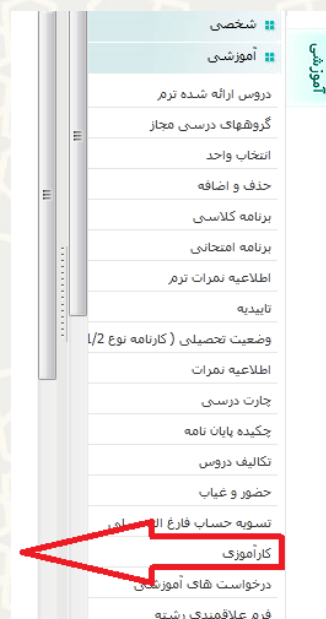 شخصی
آموزشی
آموزشی
دروس ارائه شده ترم
گروههای درسی مجاز
انتخاب واحد
حذف و اضافه
برنامه کلاسی
برنامه امتحانی
اطلاعیه نمرات ترم
تاییدیه
وضعیت تحصیلی ( کارنامه نوع 1/2
اطلاعیه نمرات
چارت درسی
چکیده پایان نامه
تکالیف دروس
حضور و غیاب
تسویه حساب فارغ
کارآموزی
درخواست های آموزشی
فرم علاقمندی رشته